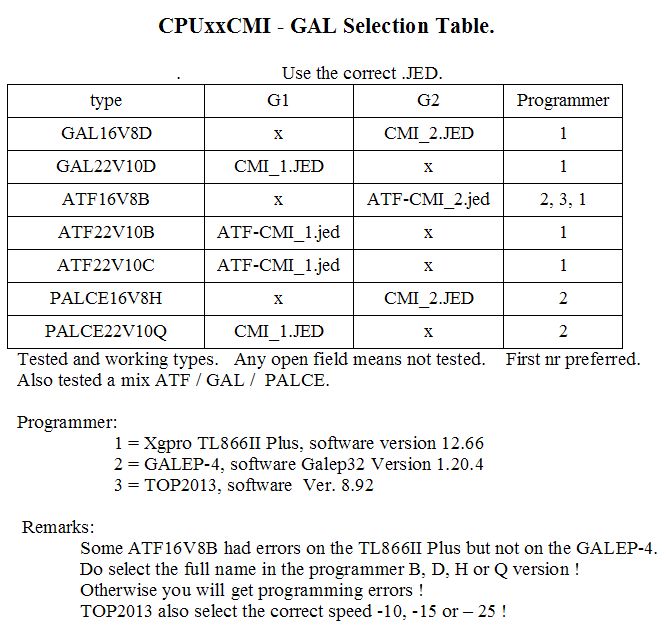 CPUxxCMI - GAL Selection Table.
. Use the correct .JED.
type G1 G2 Programmer
GAL16V8D x CMI_2.JED 1
GAL22V10D CMI_1.JED x 1
ATF16V8B x ATF-CMI_2.jed 2, 3, 1
ATF22V10B ATF-CMI_1.jed x 1
ATF22V10C ATF-CMI_1.jed x 1
PALCE16V8H x CMI_2.JED 2
PALCE22V10Q CMI_1.JED x 2
Tested and working types. Any open field means not tested. First nr preferred.
Also tested a mix ATF / GAL / PALCE.
Programmer:
1 = Xgpro TL866II Plus, software version 12.66
2 = GALEP-4, software Galep32 Version 1.20.4
3 = TOP2013, software Ver. 8.92
Remarks:
Some ATF16V8B had errors on the TL866II Plus but not on the GALEP-4.
Do select the full name in the programmer B, D, H or Q version !
Otherwise you will get programming errors !
TOP2013 also select the correct speed -10, -15 or – 25 !